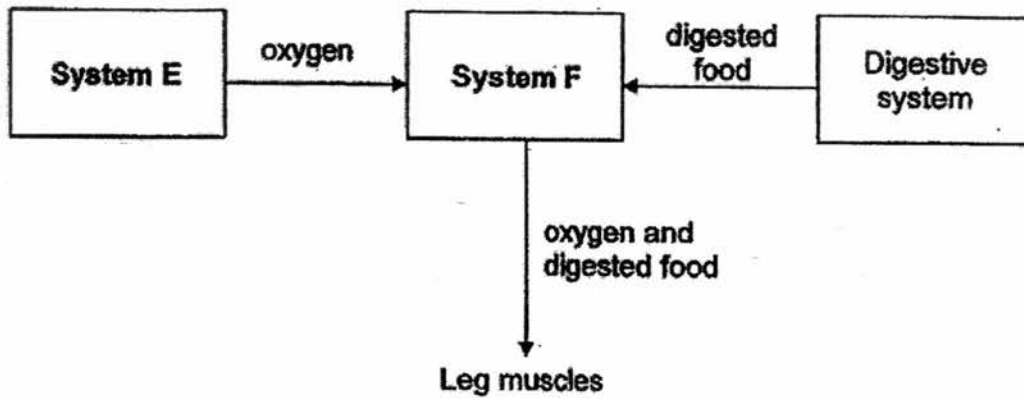 System E
oxygen
System F
digested
food
Digestive
system
oxygen and
digested food
Leg muscles